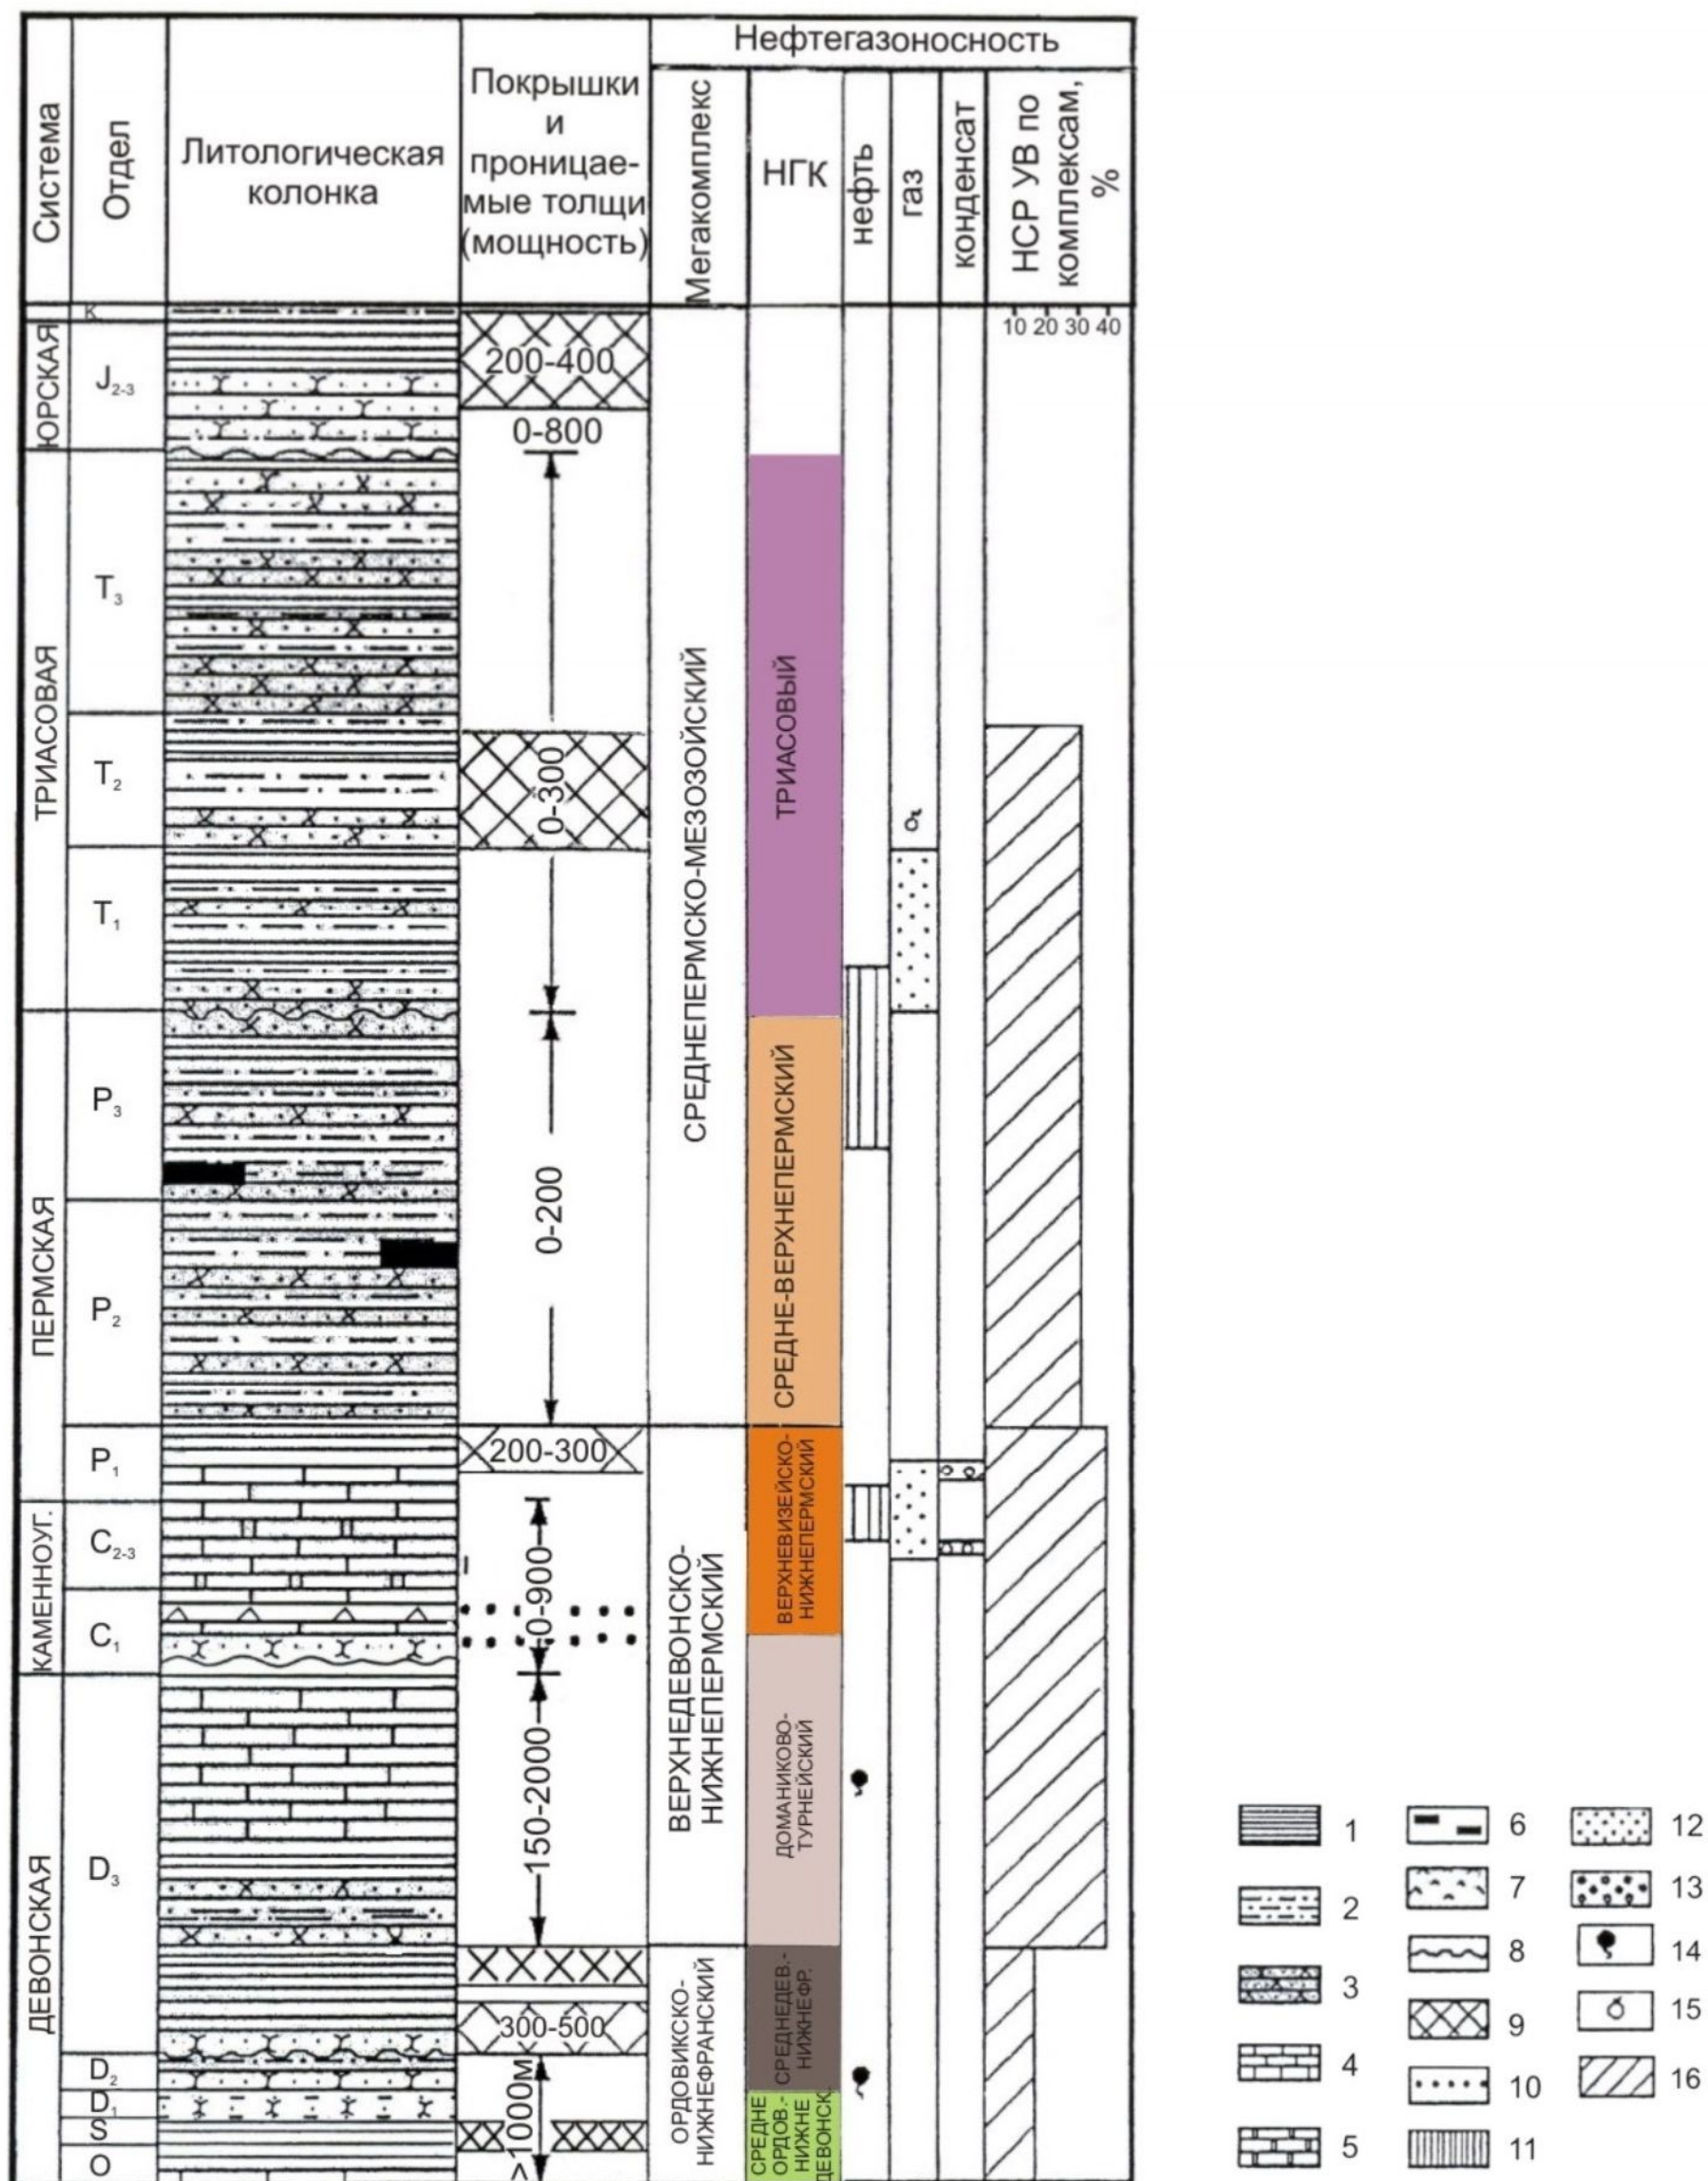 Нефтегазоносность
Система
Отдел
Литологическая
колонка
Покрышки
и
проницае-
мые толщи
(мощность)
Мегакомплекс
НГК
нефть
газ
конденсат
НСР УВ по
комплексам,
%
10 20 30 40
К
ЮРСКАЯ
J2-3
200-400
0-800
ТРИАСОВАЯ
T3
T2
T1
0-300
СРЕДНЕПЕРМСКО-МЕЗОЗОЙСКИЙ
ТРИАСОВЫЙ
ПЕРМСКАЯ
P3
P2
P1
0-200
СРЕДНЕ-ВЕРХНЕПЕРМСКИЙ
200-300
КАМЕННОУГ.
C2-3
C1
0-900
ВЕРХНЕДЕВОНСКО-
НИЖНЕПЕРМСКИЙ
ВЕРХНЕВИЗЕЙСКО-
НИЖНЕПЕРМСКИЙ
ДЕВОНСКАЯ
D3
150-2000
ДОМАНИКОВО-
ТУРНЕЙСКИЙ
300-500
D2
D1
S
O
>1000м
ОРДОВИКСКО-
НИЖНЕФРАНСКИЙ
СРЕДНЕДЕВ.-
НИЖНЕФР.
СРЕДНЕ
ОРДОВ.-
НИЖНЕ
ДЕВОНСК.
1
2
3
4
5
6
7
8
9
10
11
12
13
14
15
16